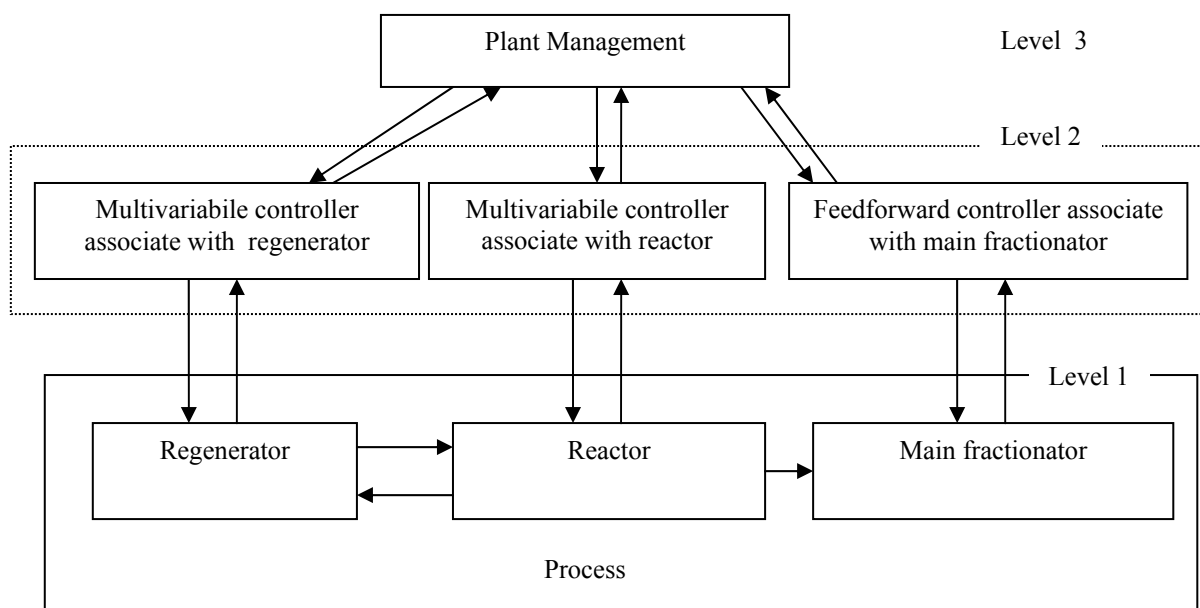 Plant Management
Level 3
Level 2
Multivariabile controller
associate with regenerator
Multivariabile controller
associate with reactor
Feedforward controller associate
with main fractionator
Level 1
Regenerator
Reactor
Main fractionator
Process